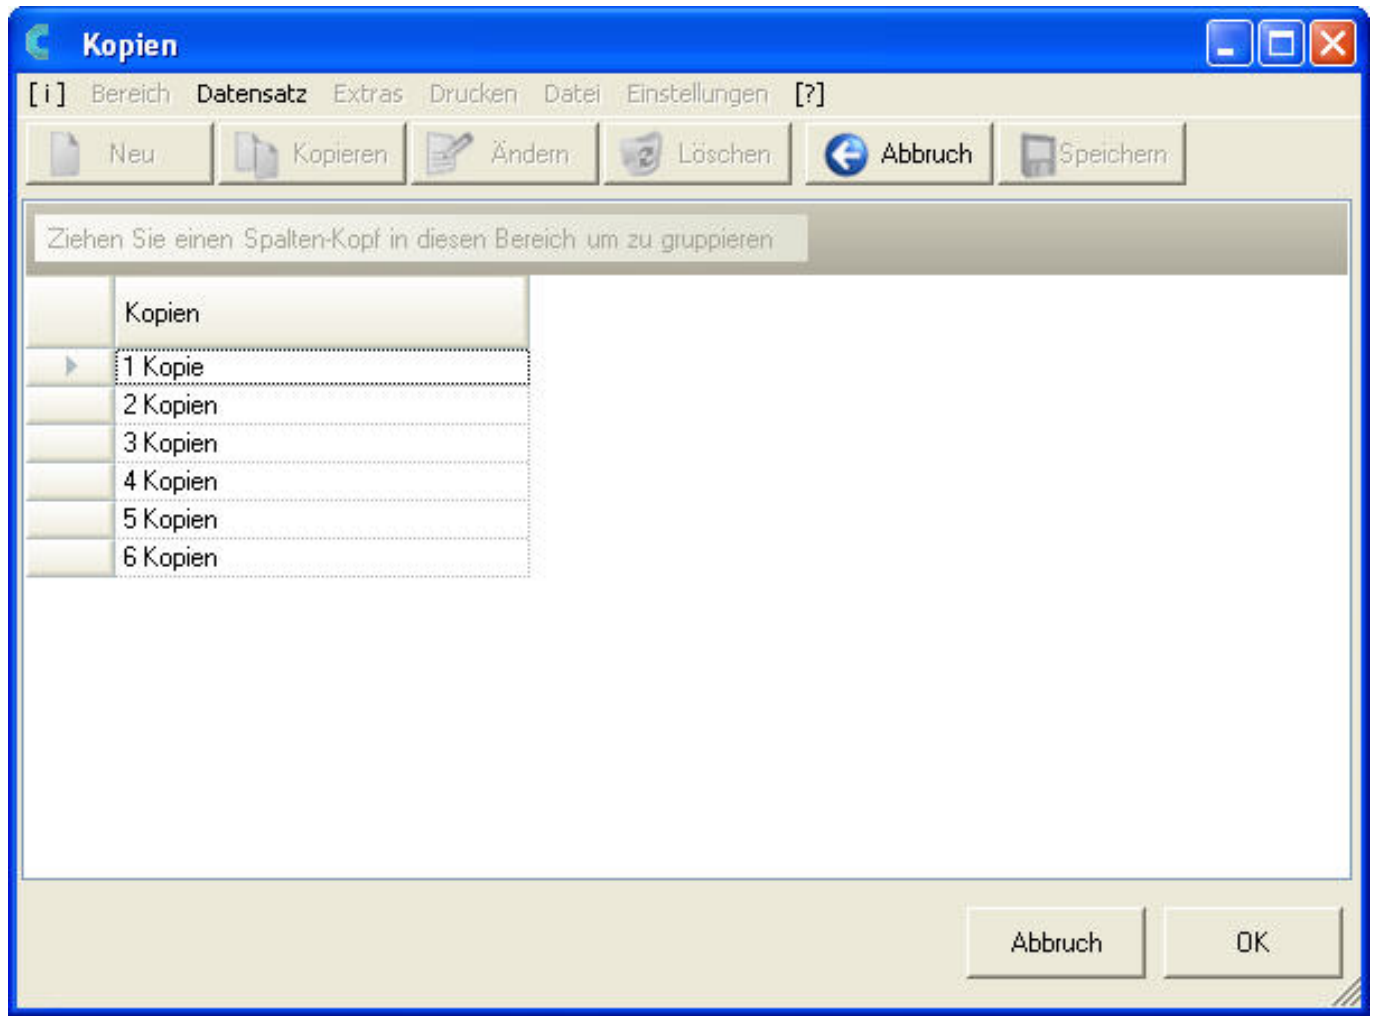 Kopien
[i] Bereich Datensatz Extras Drucken Datei Einstellungen [?]
Neu Kopieren Ändern Löschen Abbruch Speichern
Ziehen Sie einen Spalten-Kopf in diesen Bereich um zu gruppieren
Kopien
1 Kopie
2 Kopien
3 Kopien
4 Kopien
5 Kopien
6 Kopien
Abbruch OK